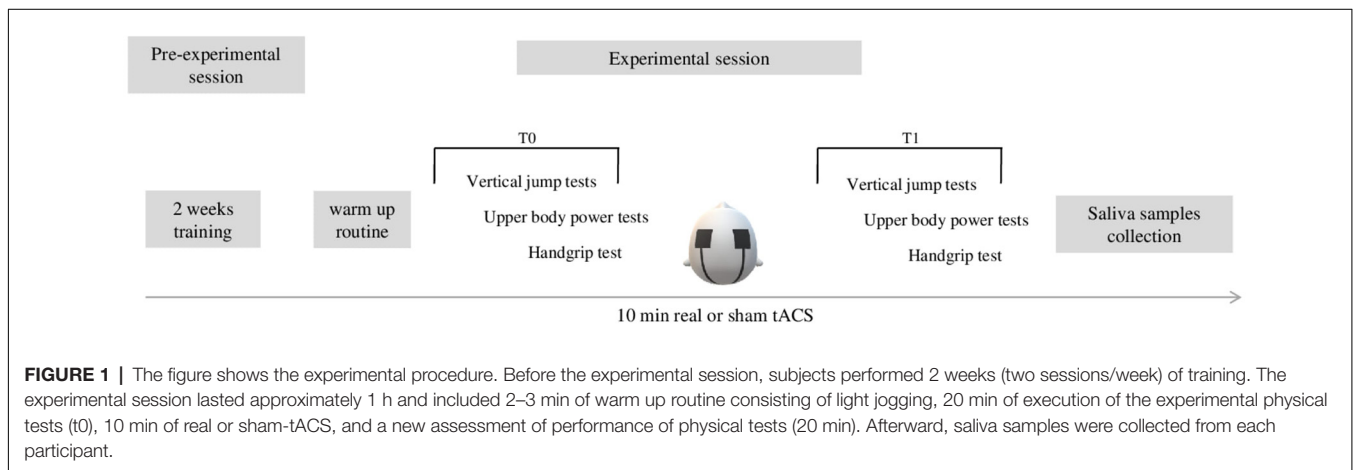 Pre-experimental
session
Experimental session
T0
T1
2 weeks
training
warm up
routine
Vertical jump tests
Upper body power tests
Handgrip test
Vertical jump tests
Upper body power tests
Handgrip test
Saliva samples
collection
10 min real or sham tACS
FIGURE 1 | The figure shows the experimental procedure. Before the experimental session, subjects performed 2 weeks (two sessions/week) of training. The
experimental session lasted approximately 1 h and included 2–3 min of warm up routine consisting of light jogging, 20 min of execution of the experimental physical
tests (t0), 10 min of real or sham-tACS, and a new assessment of performance of physical tests (20 min). Afterward, saliva samples were collected from each
participant.